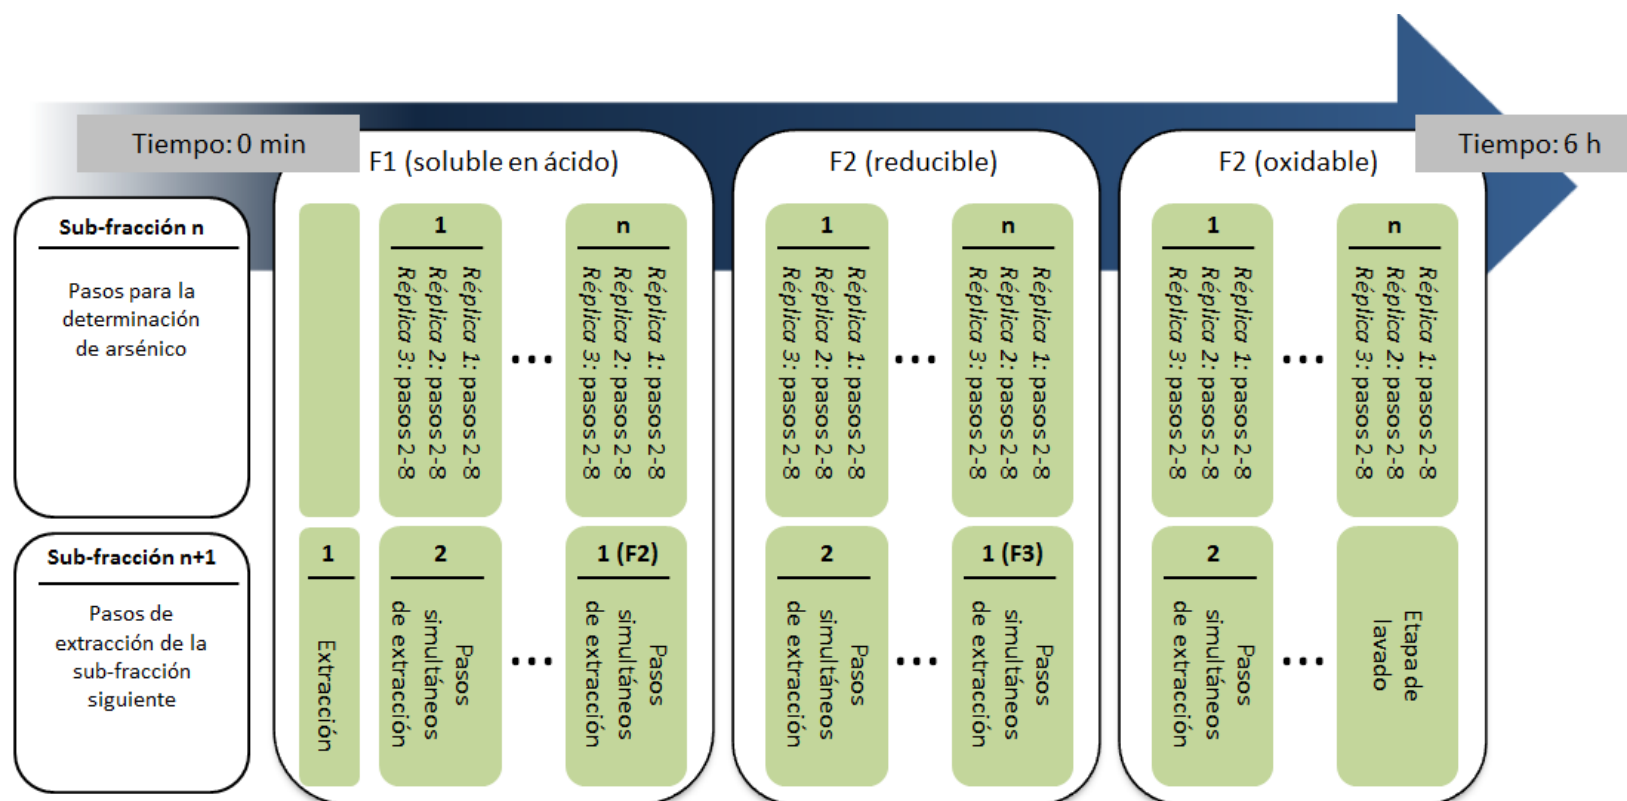 Tiempo: 0 min
Tiempo: 6 h
F1 (soluble en ácido)
F2 (reducible)
F2 (oxidable)
Sub-fracción n
Pasos para la
determinación
de arsénico
1
Réplica 1: pasos 2-8
Réplica 2: pasos 2-8
Réplica 3: pasos 2-8
...
n
Réplica 1: pasos 2-8
Réplica 2: pasos 2-8
Réplica 3: pasos 2-8
1
Réplica 1: pasos 2-8
Réplica 2: pasos 2-8
Réplica 3: pasos 2-8
...
n
Réplica 1: pasos 2-8
Réplica 2: pasos 2-8
Réplica 3: pasos 2-8
1
Réplica 1: pasos 2-8
Réplica 2: pasos 2-8
Réplica 3: pasos 2-8
...
n
Réplica 1: pasos 2-8
Réplica 2: pasos 2-8
Réplica 3: pasos 2-8
Sub-fracción n+1
Pasos de
extracción de la
sub-fracción
siguiente
1
Extracción
2
Pasos
simultáneos
de extracción
...
1 (F2)
Pasos
simultáneos
de extracción
2
Pasos
simultáneos
de extracción
...
1 (F3)
Pasos
simultáneos
de extracción
2
Pasos
simultáneos
de extracción
...
Etapa de
lavado